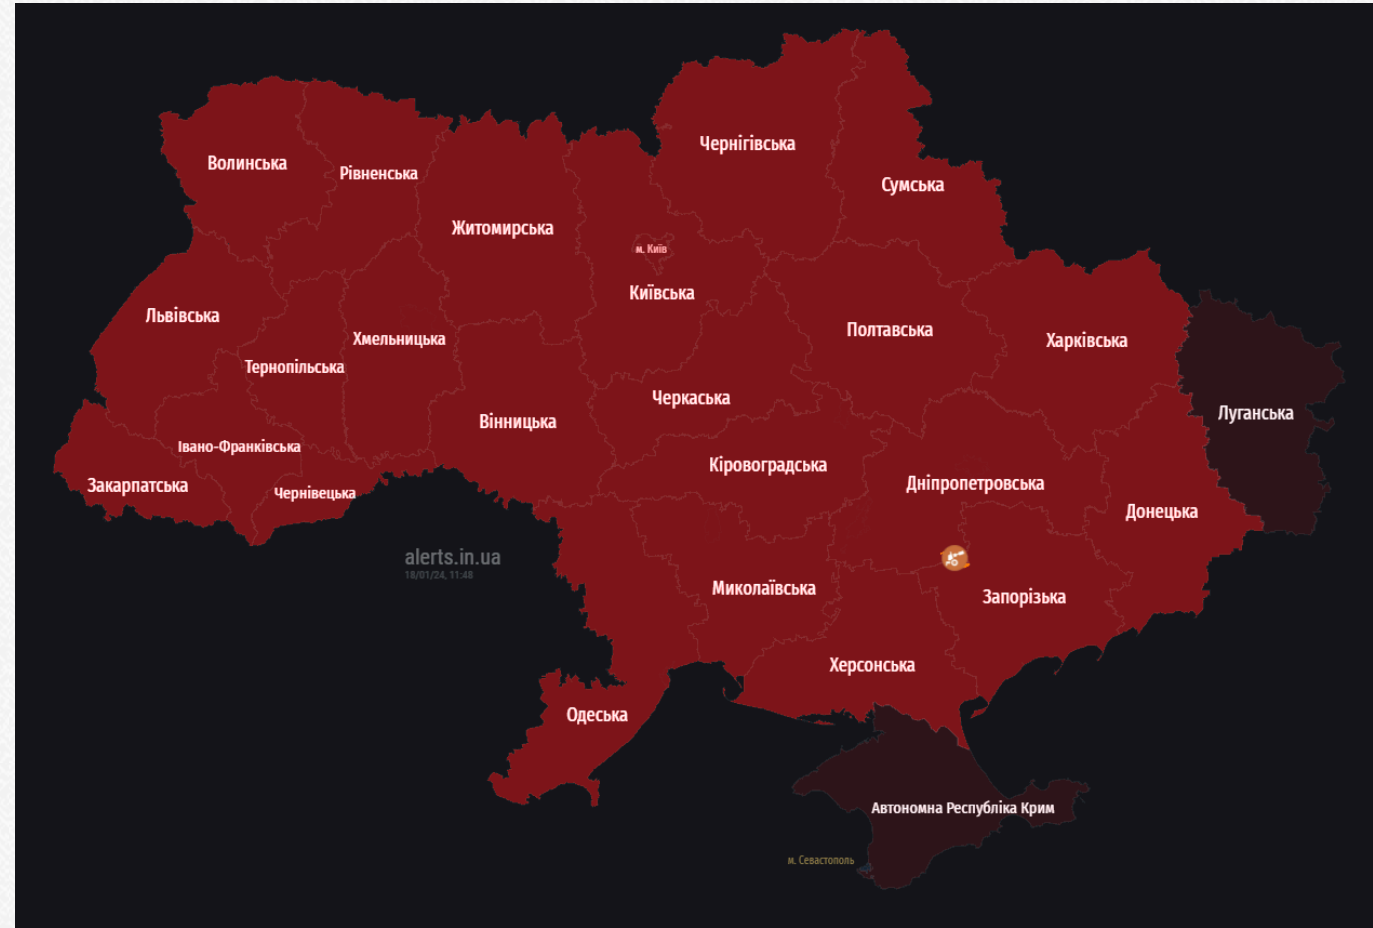 Чернігівська
Волинська
Рівненська
Сумська
Житомирська
м. Київ
Київська
Львівська
Полтавська
Хмельницька
Харківська
Тернопільська
Черкаська
Луганська
Вінницька
Івано-Франківська
Кіровоградська
Закарпатська
Дніпропетровська
Чернівецька
Донецька
alerts.in.ua
18/01/24, 11:48
Миколаївська
Запорізька
Херсонська
Одеська
Автономна Республіка Крим
м. Севастополь